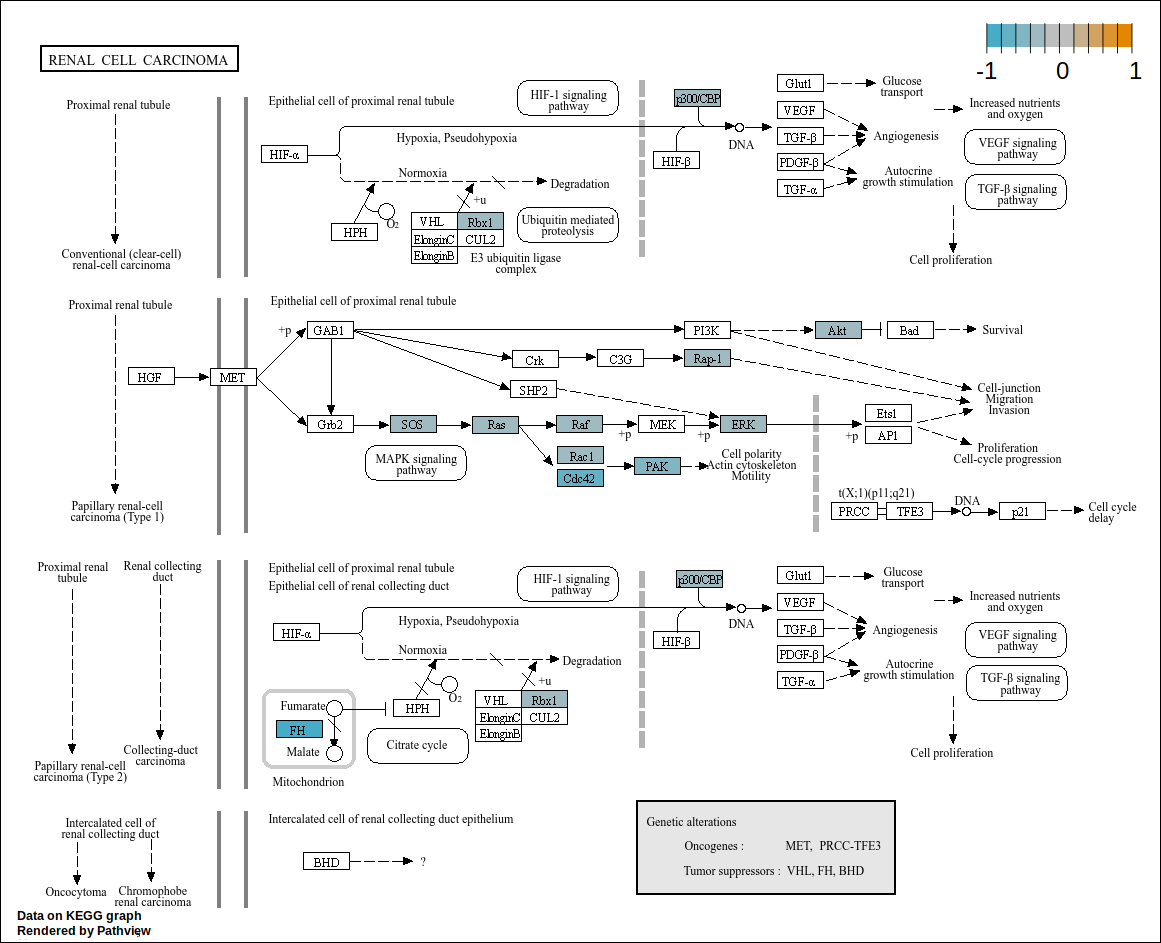 RENAL CELL CARCINOMA
-1 0 1
Proximal renal tubule
Conventional (clear-cell)
renal-cell carcinoma
Epithelial cell of proximal renal tubule
HIF-1 signaling
pathway
HIF-α
Hypoxia, Pseudohypoxia
Normoxia
Degradation
+u
O2
HPH
VHL
Rbx1
ElonginC
CUL2
ElonginB
E3 ubiquitin ligase
complex
Ubiquitin mediated
proteolysis
p300/CBP
HIF-β
DNA
Glut1
VEGF
TGF-β
PDGF-β
TGF-α
Glucose
transport
Angiogenesis
Autocrine
growth stimulation
Increased nutrients
and oxygen
VEGF signaling
pathway
TGF-β signaling
pathway
Cell proliferation
Proximal renal tubule
Papillary renal-cell
carcinoma (Type 1)
Epithelial cell of proximal renal tubule
HGF
MET
+p
GAB1
PI3K
Akt
Bad
Survival
Crk
C3G
Rap-1
SHP2
Grb2
SOS
Ras
Raf
+p
MEK
+p
ERK
MAPK signaling
pathway
Rac1
Cdc42
PAK
Cell polarity
Actin cytoskeleton
Motility
+p
Ets1
AP1
Cell-junction
Migration
Invasion
Proliferation
Cell-cycle progression
t(X;1)(p11;q21)
PRCC
TFE3
DNA
p21
Cell cycle
delay
Proximal renal
tubule
Renal collecting
duct
Papillary renal-cell
carcinoma (Type 2)
Collecting-duct
carcinoma
Epithelial cell of proximal renal tubule
Epithelial cell of renal collecting duct
HIF-1 signaling
pathway
HIF-α
Hypoxia, Pseudohypoxia
Normoxia
Degradation
+u
O2
HPH
VHL
Rbx1
ElonginC
CUL2
ElonginB
Fumarate
FH
Malate
Mitochondrion
Citrate cycle
p300/CBP
HIF-β
DNA
Glut1
VEGF
TGF-β
PDGF-β
TGF-α
Glucose
transport
Angiogenesis
Autocrine
growth stimulation
Increased nutrients
and oxygen
VEGF signaling
pathway
TGF-β signaling
pathway
Cell proliferation
Intercalated cell of
renal collecting duct
Oncocytoma
Chromophobe
renal carcinoma
Intercalated cell of renal collecting duct epithelium
BHD
?
Genetic alterations
Oncogenes : MET, PRCC-TFE3
Tumor suppressors : VHL, FH, BHD
Data on KEGG graph
Rendered by Pathview